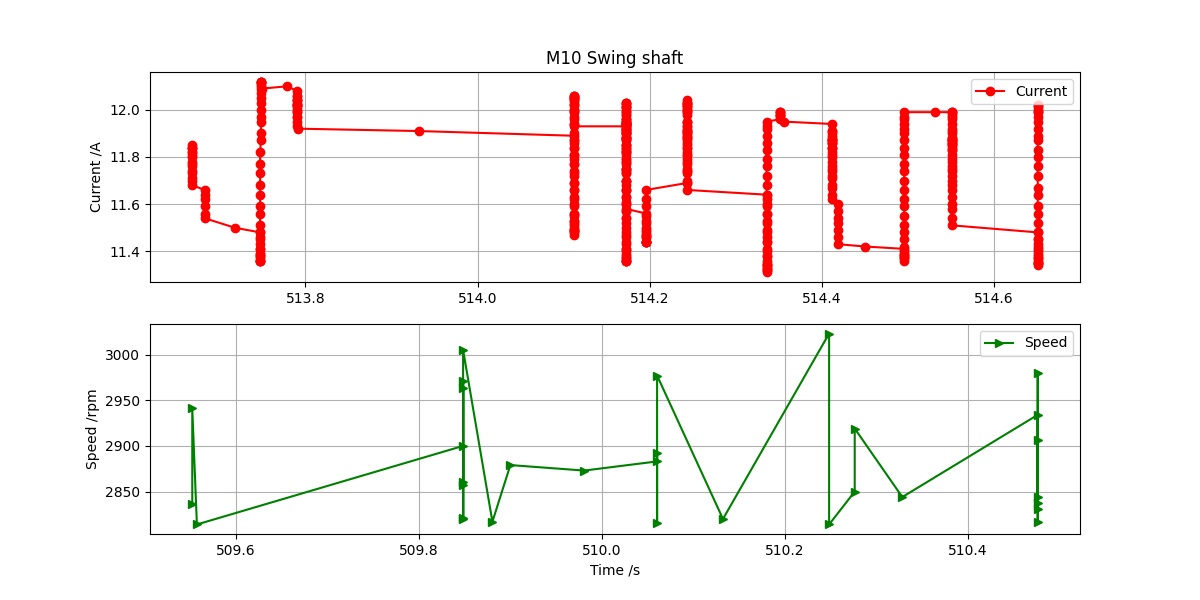 M10 Swing shaft
Current /A
12.0
11.8
11.6
11.4
Current
513.8 514.0 514.2 514.4 514.6
Speed /rpm
3000
2950
2900
2850
Speed
509.6 509.8 510.0 510.2 510.4
Time /s